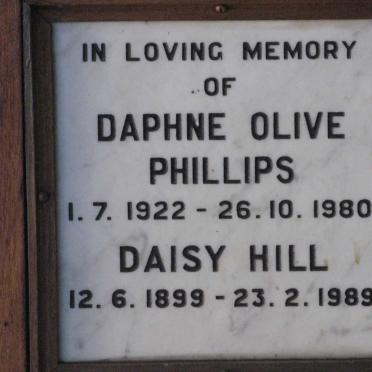 IN LOVING MEMORY
OF
DAPHNE OLIVE
PHILLIPS
1. 7. 1922 - 26. 10. 1980
DAISY HILL
12. 6. 1899 - 23. 2. 1989